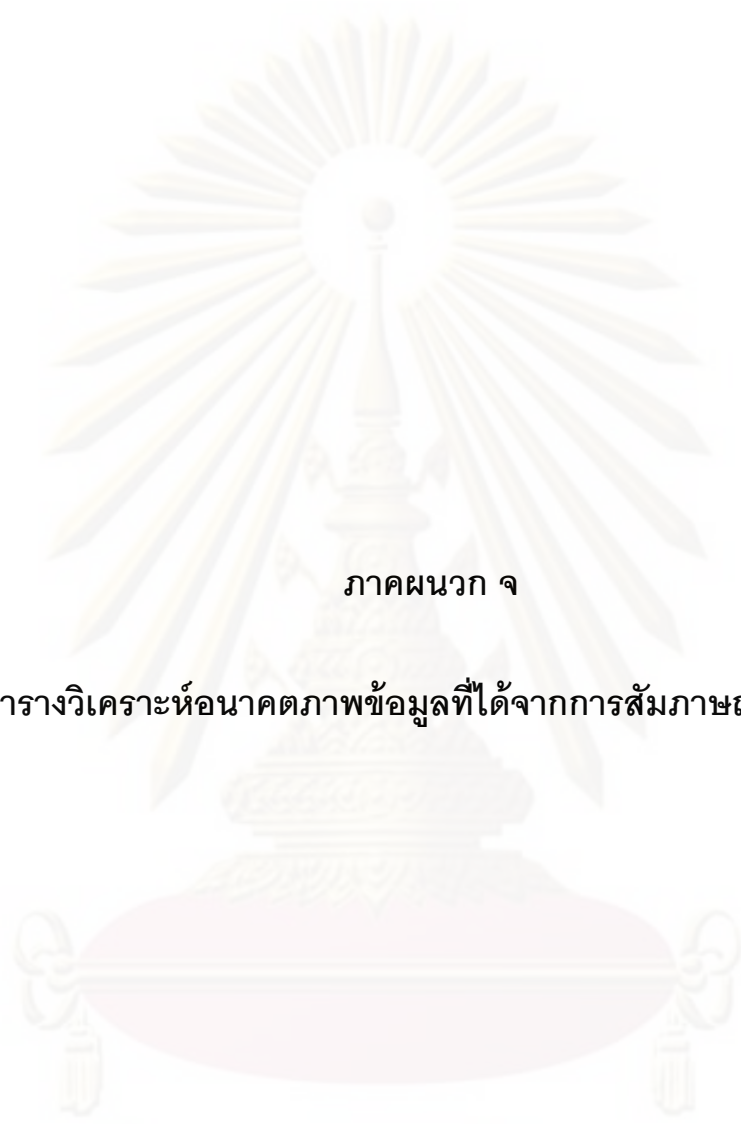 ภาคผนวก จ
ารางวิเคราะห์อนาคตภาพข้อมูลที่ได้จากการสัมภาษ